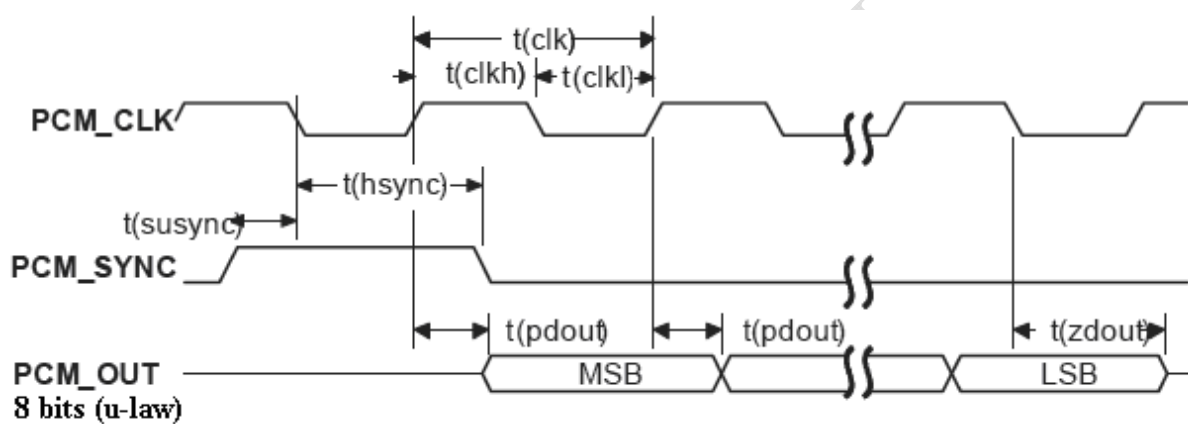 t(clk)
t(clkh) t(clkl)
PCM_CLK
t(hsync)
t(susync)
PCM_SYNC
t(pdout) t(pdout) t(zdout)
PCM_OUT MSB LSB
8 bits (u-law)